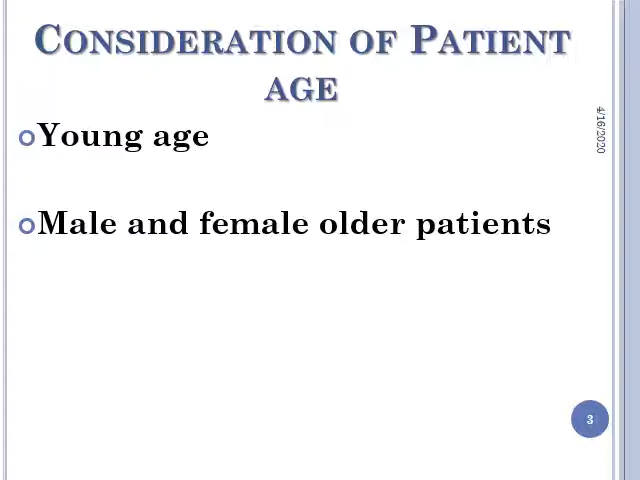 CONSIDERATION OF PATIENT
AGE
Young age
Male and female older patients
4/16/2020
3